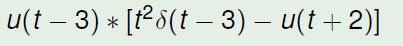 u(t − 3) ∗ [t²δ(t − 3) − u(t + 2)]